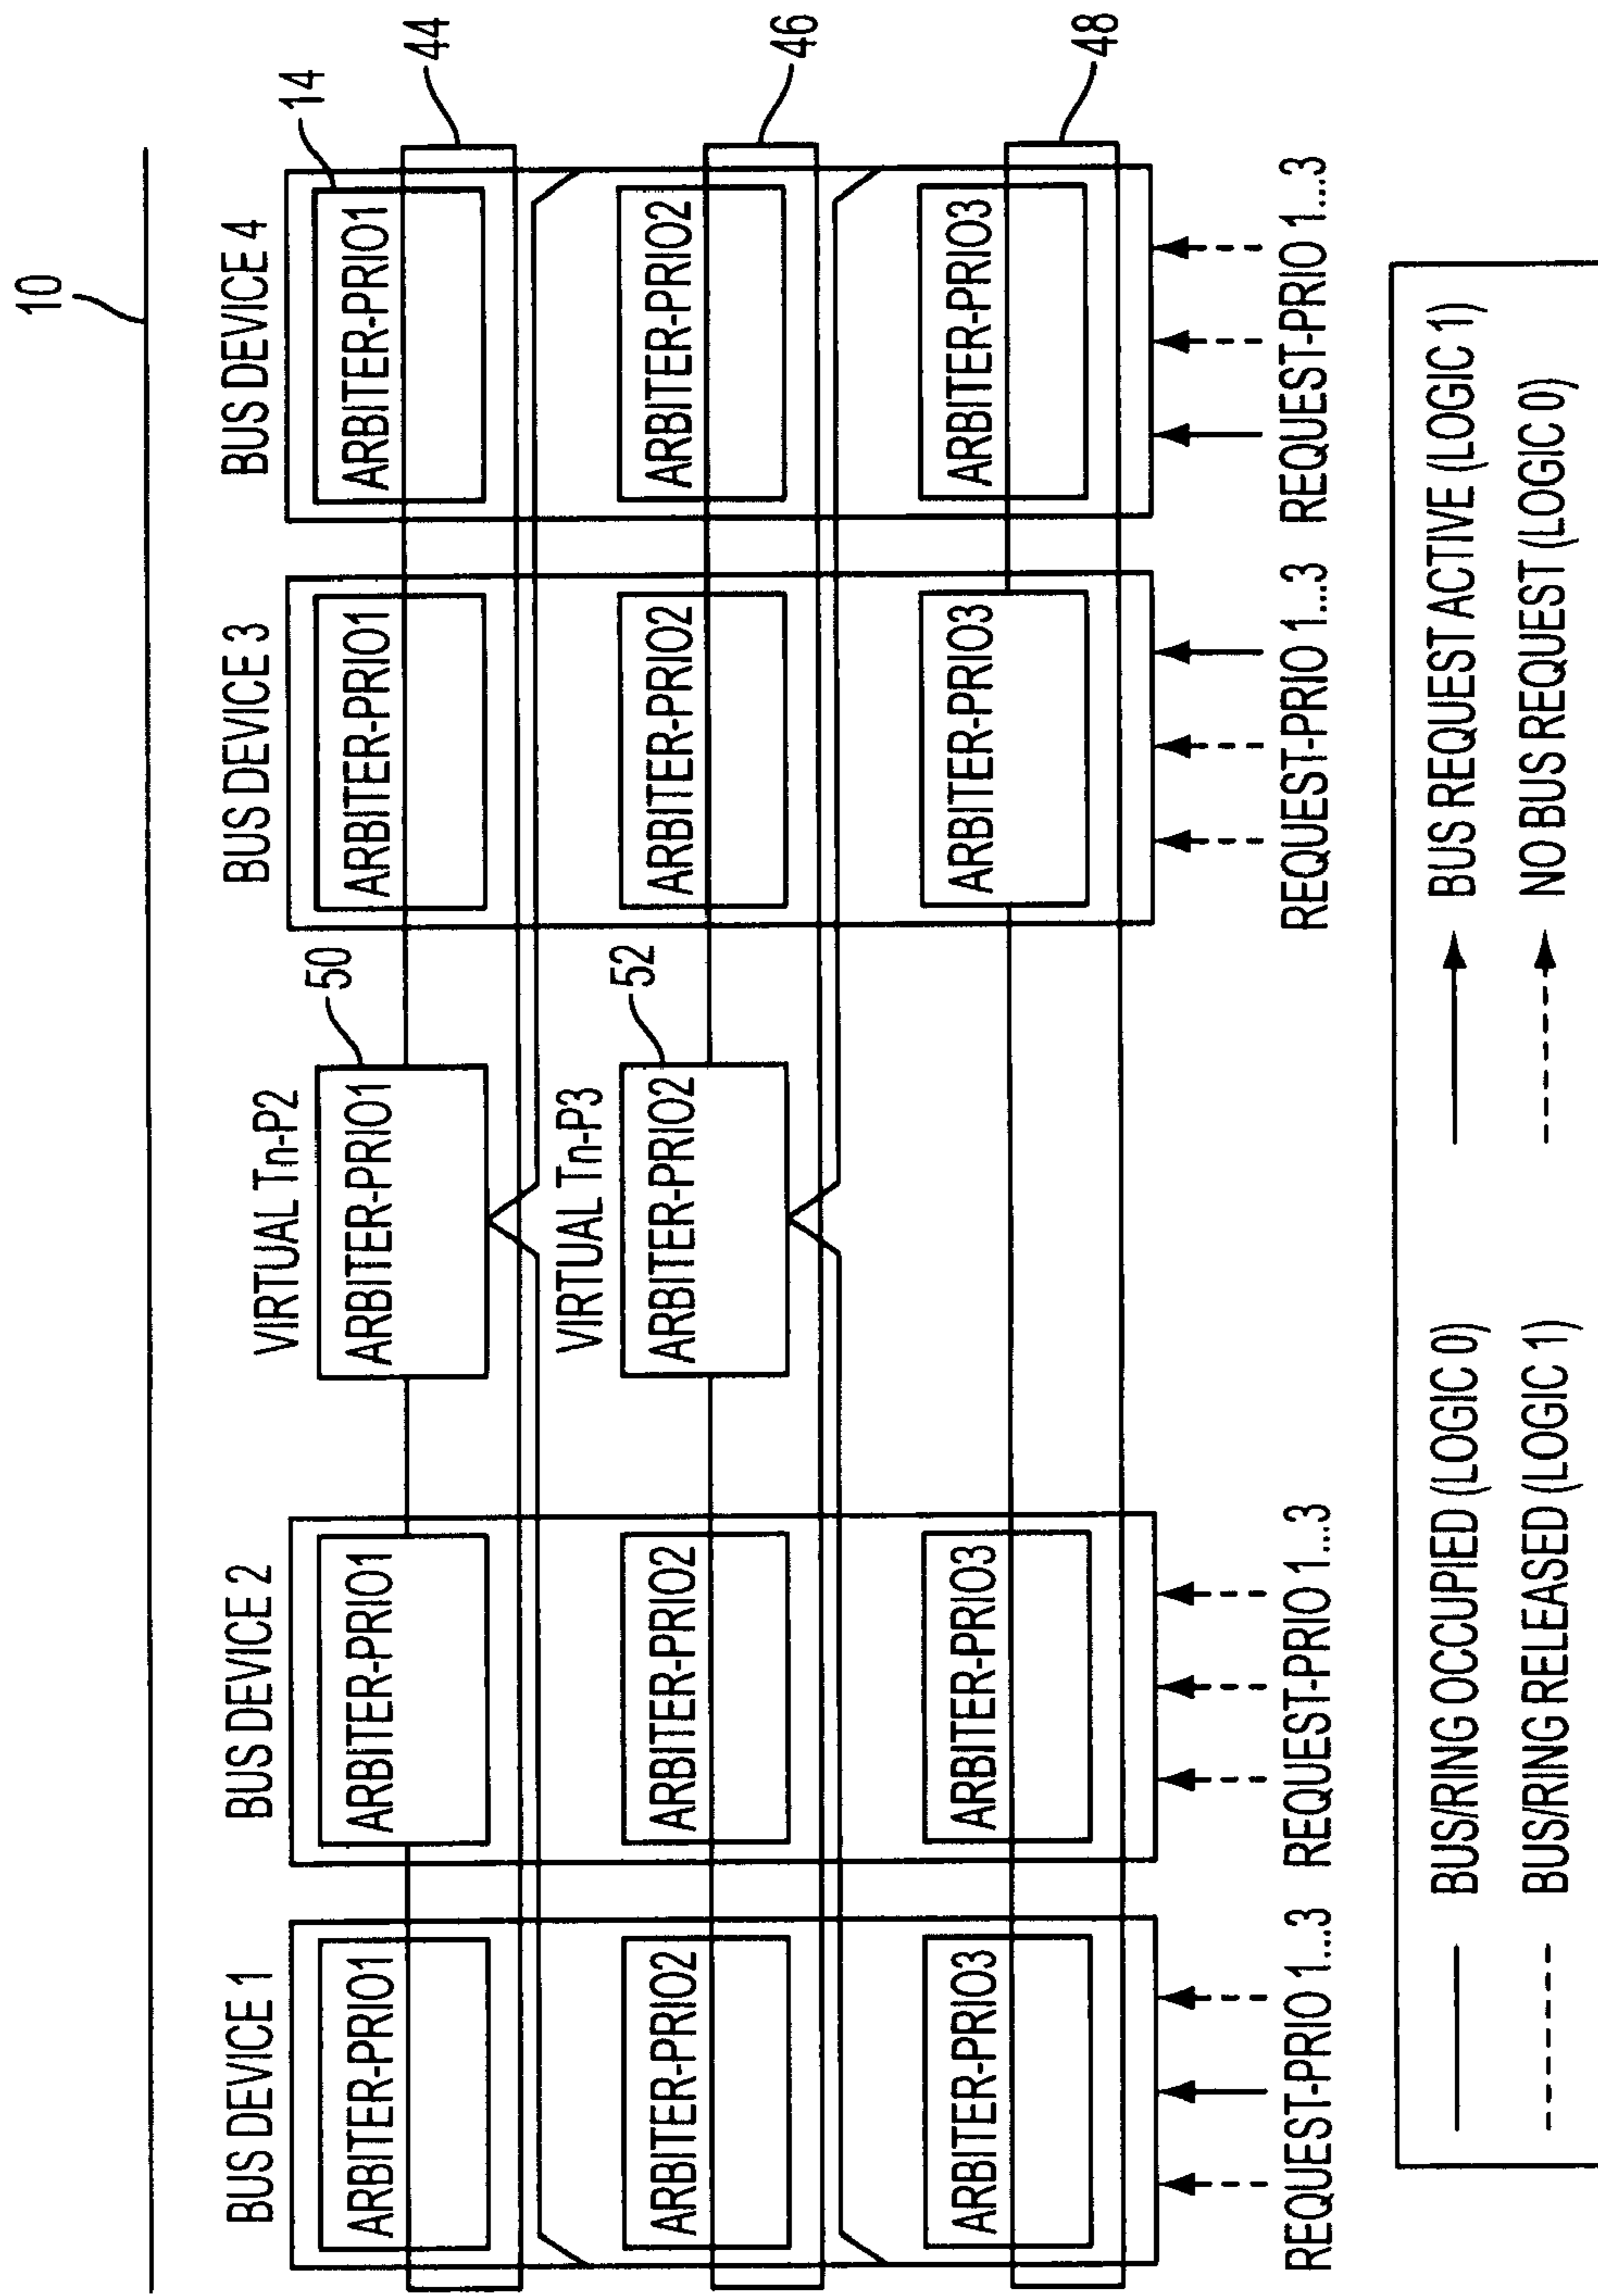 10
BUS DEVICE 1
BUS DEVICE 2
VIRTUAL Tn-P2
50
BUS DEVICE 3
BUS DEVICE 4
14
44
ARBITER-PRIO1
ARBITER-PRIO1
ARBITER-PRIO1
ARBITER-PRIO1
ARBITER-PRIO1
VIRTUAL Tn-P3
52
46
ARBITER-PRIO2
ARBITER-PRIO2
ARBITER-PRIO2
ARBITER-PRIO2
ARBITER-PRIO2
48
ARBITER-PRIO3
ARBITER-PRIO3
ARBITER-PRIO3
ARBITER-PRIO3
REQUEST-PRIO 1...3
REQUEST-PRIO 1...3
REQUEST-PRIO 1...3
REQUEST-PRIO 1...3
BUS/RING OCCUPIED (LOGIC 0)
BUS REQUEST ACTIVE (LOGIC 1)
BUS/RING RELEASED (LOGIC 1)
NO BUS REQUEST (LOGIC 0)